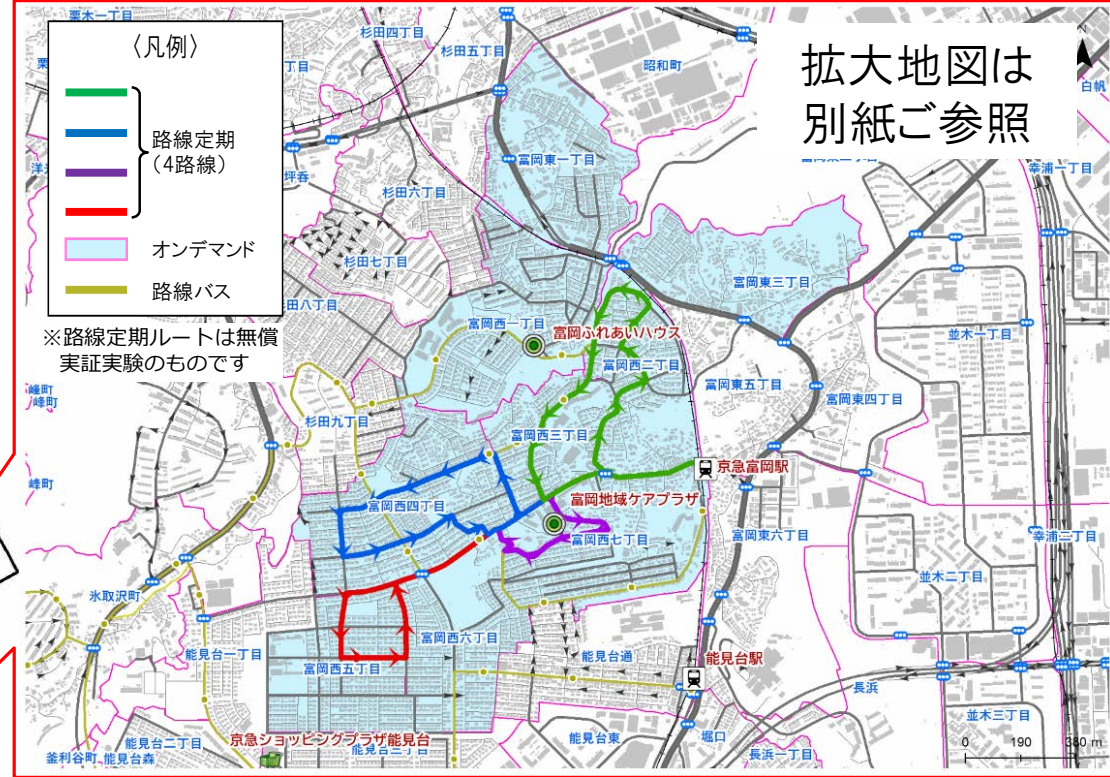 栗木一丁目
杉田四丁目
杉田五丁目
昭和町
拡大地図は
別紙ご参照
N
白帆
〈凡例〉
路線定期
(4路線)
オンデマンド
路線バス
※路線定期ルートは無償
実証実験のものです
丁目
坪呑
杉田六丁目
富岡東一丁目
幸浦一丁目
杉田七丁目
富岡東三丁目
田八丁目
富岡西一丁目
富岡ふれあいハウス
並木一丁目
富岡西二丁目
富岡東五丁目
富岡東四丁目
峰町
峰町
杉田九丁目
富岡西三丁目
京急富岡駅
峰町
富岡西四丁目
富岡地域ケアプラザ
富岡西七丁目
富岡東六丁目
幸浦二丁目
並木二丁目
氷取沢町
富岡西六丁目
能見台一丁目
富岡西五丁目
能見台通
能見台駅
長浜
並木三丁目
京急ショッピングプラザ能見台
能見台二丁目
能見台東
堀口
釜利谷町
能見台森
長浜一丁目
0 190 380 m